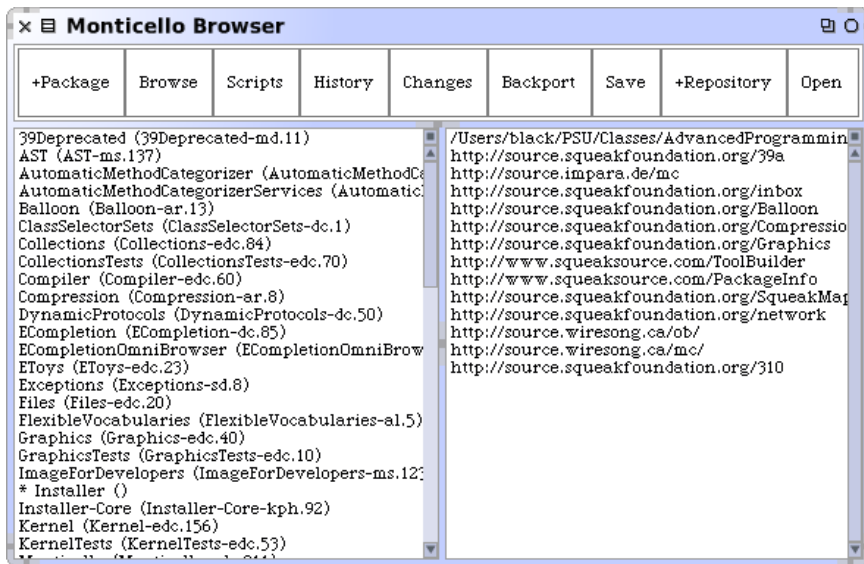 Monticello Browser
+Package Browse Scripts History Changes Backport Save +Repository Open
39Deprecated (39Deprecated-md.11)
AST (AST-ms.137)
AutomaticMethodCategorizer (AutomaticMethodCa
AutomaticMethodCategorizerServices (Automatic
Balloon (Balloon-ar.13)
ClassSelectorSets (ClassSelectorSets-dc.1)
Collections (Collections-edc.84)
CollectionsTests (CollectionsTests-edc.70)
Compiler (Compiler-edc.60)
Compression (Compression-ar.8)
DynamicProtocols (DynamicProtocols-dc.50)
ECompletion (ECompletion-dc.85)
ECompletionOmniBrowser (ECompletionOmniBrow
EToys (EToys-edc.23)
Exceptions (Exceptions-sd.8)
Files (Files-edc.20)
FlexibleVocabularies (FlexibleVocabularies-al.5)
Graphics (Graphics-edc.40)
GraphicsTests (GraphicsTests-edc.10)
ImageForDevelopers (ImageForDevelopers-ms.123
* Installer ()
Installer-Core (Installer-Core-kph.92)
Kernel (Kernel-edc.156)
KernelTests (KernelTests-edc.53)
/Users/black/PSU/Classes/AdvancedProgrammin
http://source.squeakfoundation.org/39a
http://source.impara.de/mc
http://source.squeakfoundation.org/inbox
http://source.squeakfoundation.org/Balloon
http://source.squeakfoundation.org/Compressio
http://source.squeakfoundation.org/Graphics
http://www.squeaksource.com/ToolBuilder
http://www.squeaksource.com/PackageInfo
http://source.squeakfoundation.org/SqueakMap
http://source.squeakfoundation.org/network
http://source.wiresong.ca/ob/
http://source.wiresong.ca/mc/
http://source.squeakfoundation.org/310